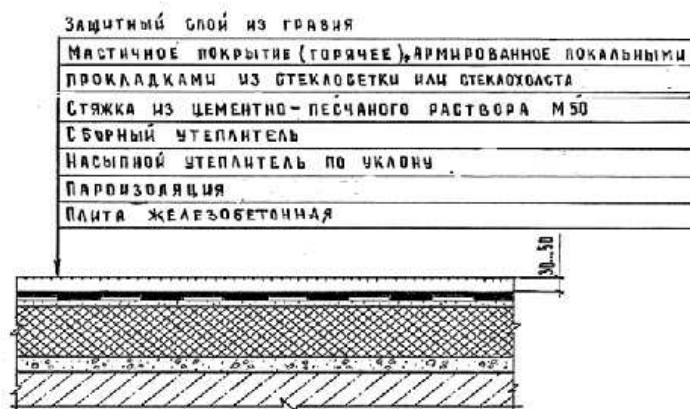 Защитный слой из гравия
Мастичное покрытие (горячее), армированное локальными
прокладками из стеклосетки или стеклохолста
Стяжка из цементно-песчаного раствора М50
Сборный утеплитель
Насыпной утеплитель по уклону
Пароизоляция
Плита железобетонная
30...50